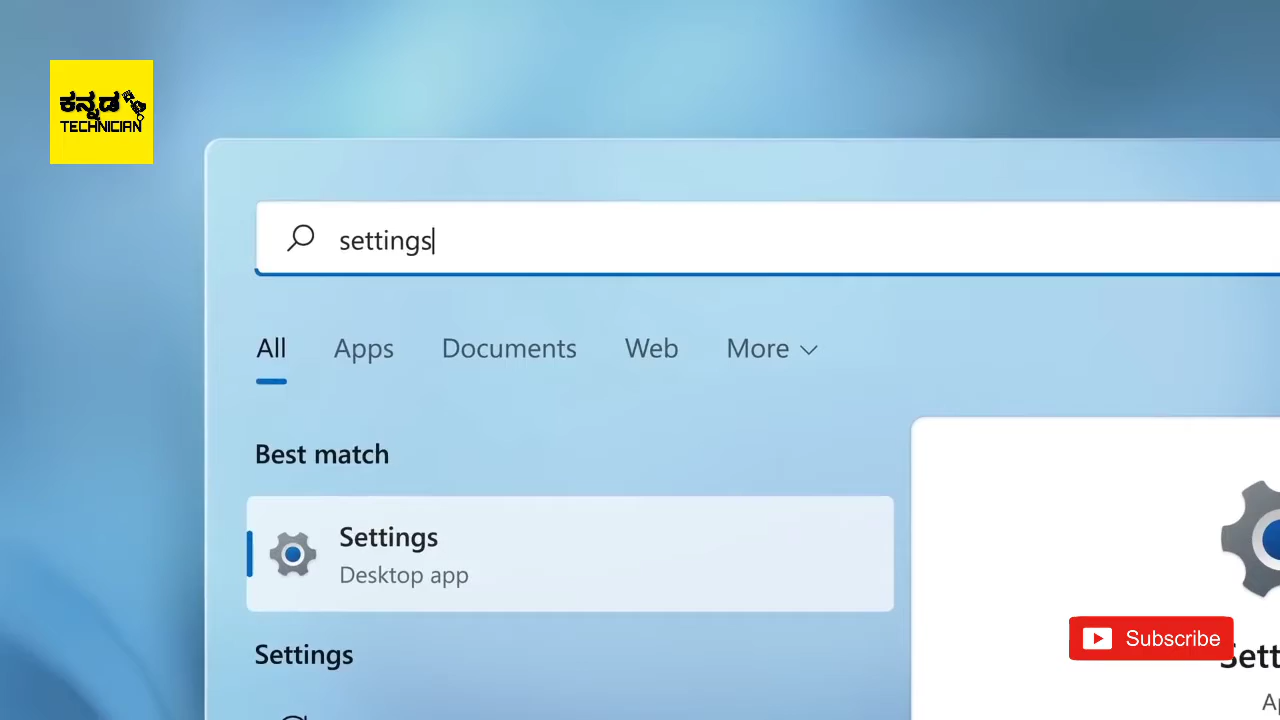 ಕನ್ನಡ
TECHNICIAN
settings
All Apps Documents Web More
Best match
Settings
Desktop app
Settings
Subscribe